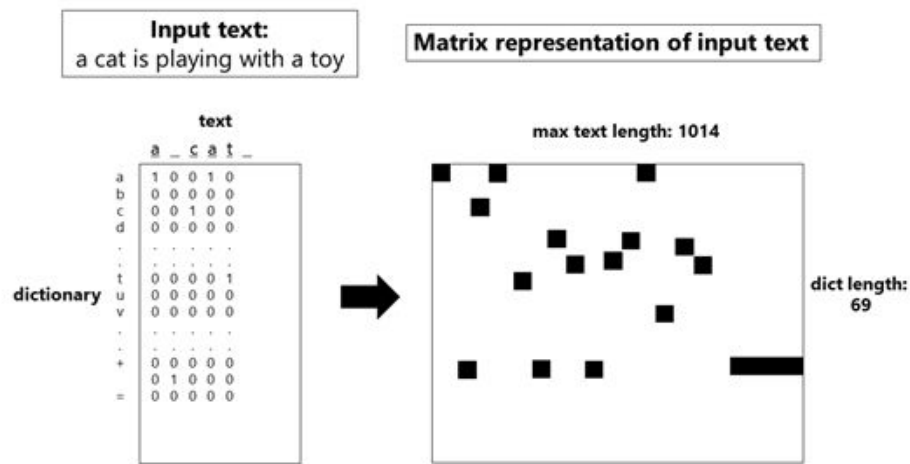 Input text:
a cat is playing with a toy
Matrix representation of input text
text
a _ c a t _
a 1 0 0 1 0
b 0 0 0 0 0
c 0 0 1 0 0
d 0 0 0 0 0
. . . . . .
. . . . . .
t 0 0 0 0 1
u 0 0 0 0 0
v 0 0 0 0 0
. . . . . .
. . . . . .
+ 0 0 0 0 0
0 1 0 0 0
= 0 0 0 0 0
dictionary
max text length: 1014
dict length:
69